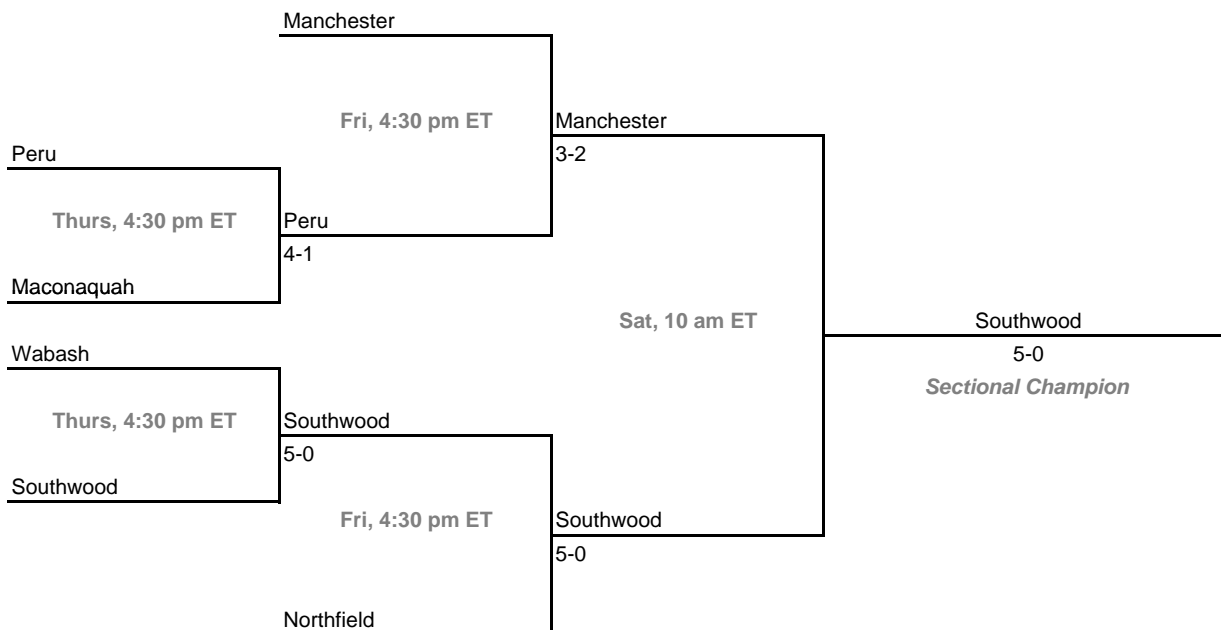 Manchester
Fri, 4:30 pm ET
Manchester
3-2
Peru
Thurs, 4:30 pm ET
Peru
4-1
Maconaquah
Sat, 10 am ET
Southwood
5-0
Sectional Champion
Wabash
Thurs, 4:30 pm ET
Southwood
5-0
Southwood
Fri, 4:30 pm ET
Southwood
5-0
Northfield